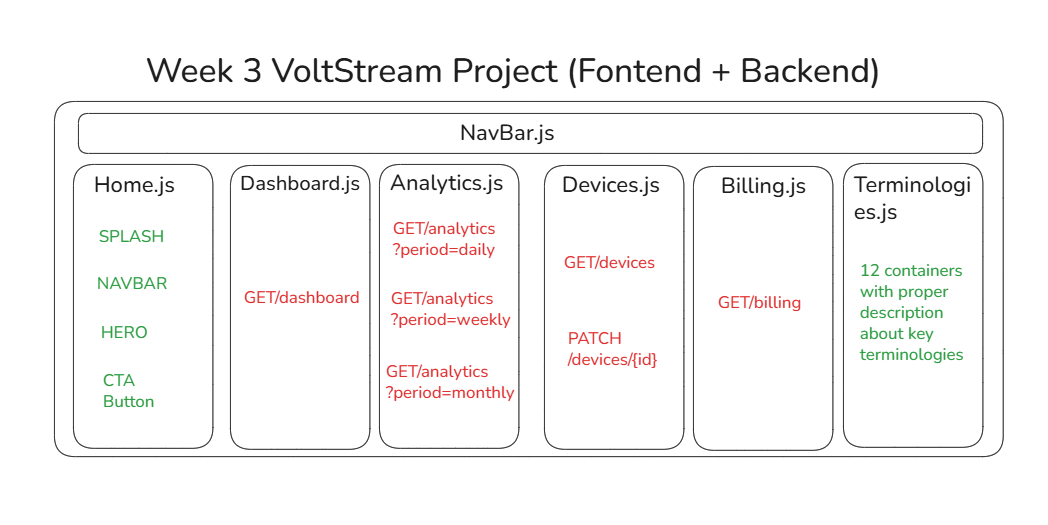 Week 3 VoltStream Project (Fontend + Backend)
NavBar.js
Home.js
SPLASH
NAVBAR
HERO
CTA
Button
Dashboard.js
GET/dashboard
Analytics.js
GET/analytics
?period=daily
GET/analytics
?period=weekly
GET/analytics
?period=monthly
Devices.js
GET/devices
PATCH
/devices/{id}
Billing.js
GET/billing
Terminologi
es.js
12 containers
with proper
description
about key
terminologies